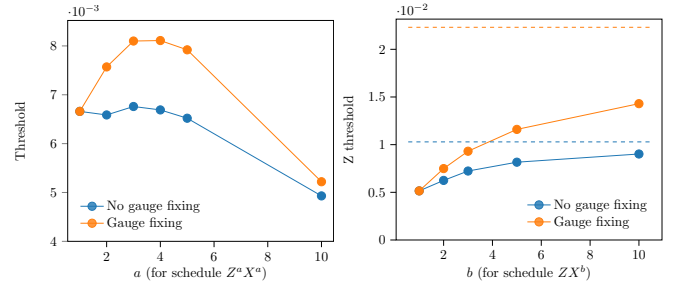 ·10⁻³
8
7
6
5
4
Threshold
No gauge fixing
Gauge fixing
2 4 6 8 10
a (for schedule ZᵃXᵃ)
·10⁻²
2
1.5
1
0.5
0
Z threshold
No gauge fixing
Gauge fixing
2 4 6 8 10
b (for schedule ZXᵇ)